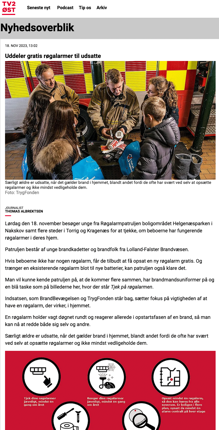 TV2
ØST
Seneste nyt
Podcast
Tip os
Arkiv
Nyhedsoverblik
18. NOV 2023, 13:02
Uddeler gratis røgalarmer til udsatte
Særligt ældre er udsatte, når det gælder brand i hjemmet, blandt andet fordi de ofte har svært ved selv at opsætte
røgalarmer og ikke mindst vedligeholde dem.
Foto: TrygFonden
JOURNALIST
THOMAS ALBREKTSEN
Lørdag den 18. november besøger unge fra Røgalarmspatruljen boligområdet Helgenæsparken i
Nakskov samt flere steder i Torrig og Kragenæs for at tjekke, om beboerne har fungerende
røgalarmer i deres hjem.
Patruljen består af unge brandkadetter og brandfolk fra Lolland-Falster Brandvæsen.
Hvis beboerne ikke har nogen røgalarm, får de tilbudt at få opsat en ny røgalarm gratis. Og
trænger en eksisterende røgalarm blot til nye batterier, kan patruljen også klare det.
Man vil kunne kende patruljen på, at de kommer flere sammen, har brandmandsuniformer på og
en blå taske som på billederne her, hvor der står Tjek på røgalarmen.
Indsatsen, som BrandBevægelsen og TrygFonden står bag, sætter fokus på vigtigheden af at
have en røgalarm, der virker, i hjemmet.
En røgalarm holder vagt døgnet rundt og reagerer allerede i opstartsfasen af en brand, så man
kan nå at redde både sig selv og andre.
Særligt ældre er udsatte, når det gælder brand i hjemmet, blandt andet fordi de ofte har svært
ved selv at opsætte røgalarmer og ikke mindst vedligeholde dem.